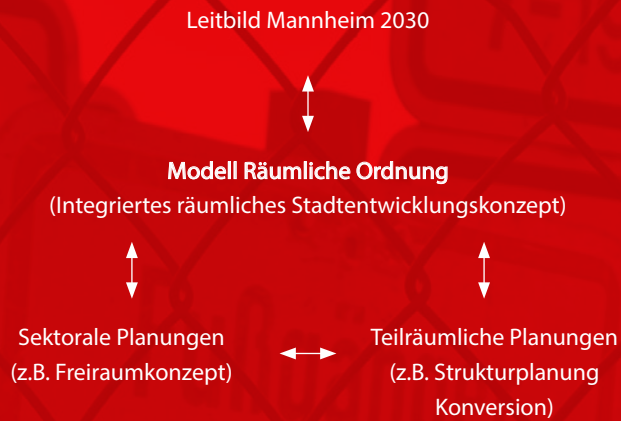 Leitbild Mannheim 2030
Modell Räumliche Ordnung
(Integriertes räumliches Stadtentwicklungskonzept)
Sektorale Planungen
(z.B. Freiraumkonzept)
Teilräumliche Planungen
(z.B. Strukturplanung
Konversion)